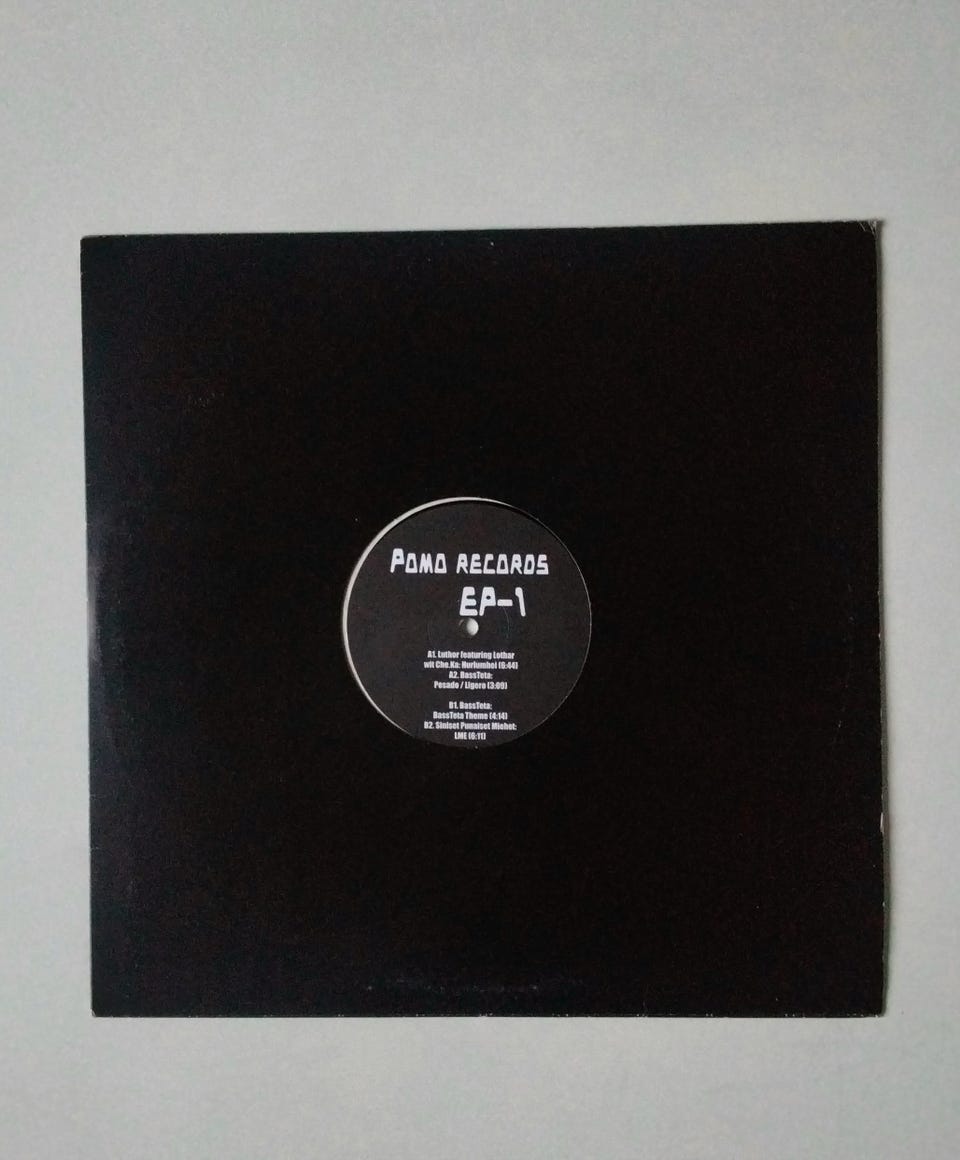 POMO RECORDS
EP-1
A1. Luthor featuring Lothar
wit Che.Ka: Hurlumhei (6:44)
A2. BassTeta:
Pesado / Ligero (3:09)
B1. BassTeta:
BassTeta Theme (4:14)
B2. Siniset Punaiset Miehet:
LME (6:11)